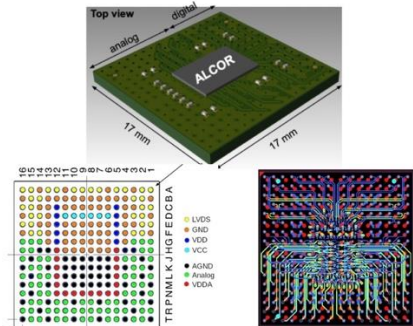 Top view
digital
analog
ALCOR
17 mm
17 mm
16 15 14 13 12 11 10 9 8 7 6 5 4 3 2 1
A
B
C
D
E
F
G
H
J
K
L
M
N
P
R
T
LVDS
GND
VDD
VCC
AGND
Analog
VDDA